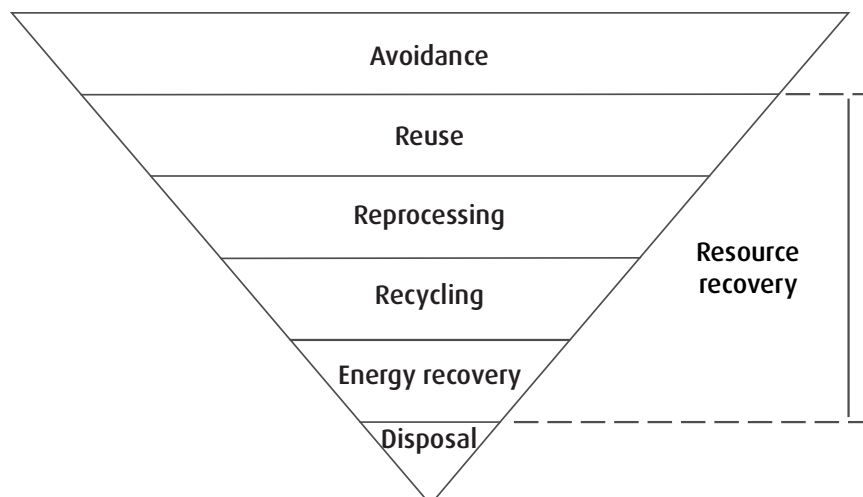 Avoidance
Reuse
Reprocessing
Recycling
Energy recovery
Disposal
Resource
recovery